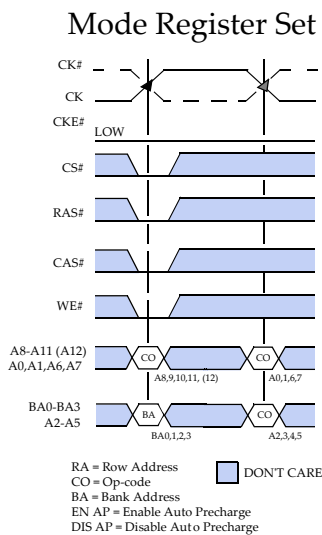 Mode Register Set
CK#
CK
CKE#
LOW
CS#
RAS#
CAS#
WE#
A8-A11 (A12)
A0,A1,A6,A7
CO
CO
A8,9,10,11, (12)
A0,1,6,7
BA0-BA3
A2-A5
BA
CO
BA0,1,2,3
A2,3,4,5
RA = Row Address
CO = Op-code
BA = Bank Address
EN AP = Enable Auto Precharge
DIS AP = Disable Auto Precharge
DON'T CARE